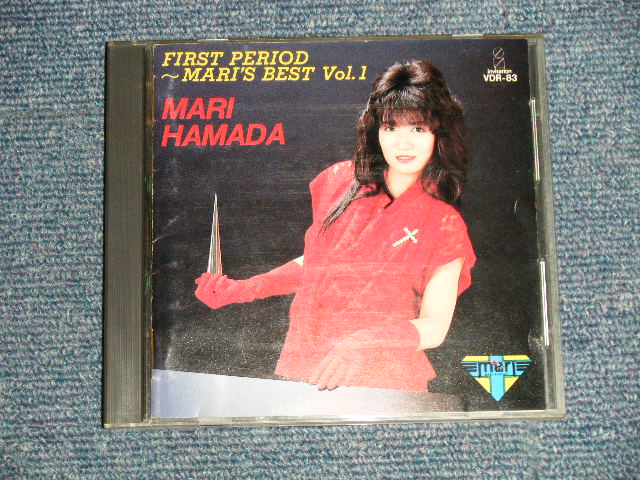 FIRST PERIOD
~MARI'S BEST Vol.1
MARI
HAMADA
invitation
VDR-83
mari